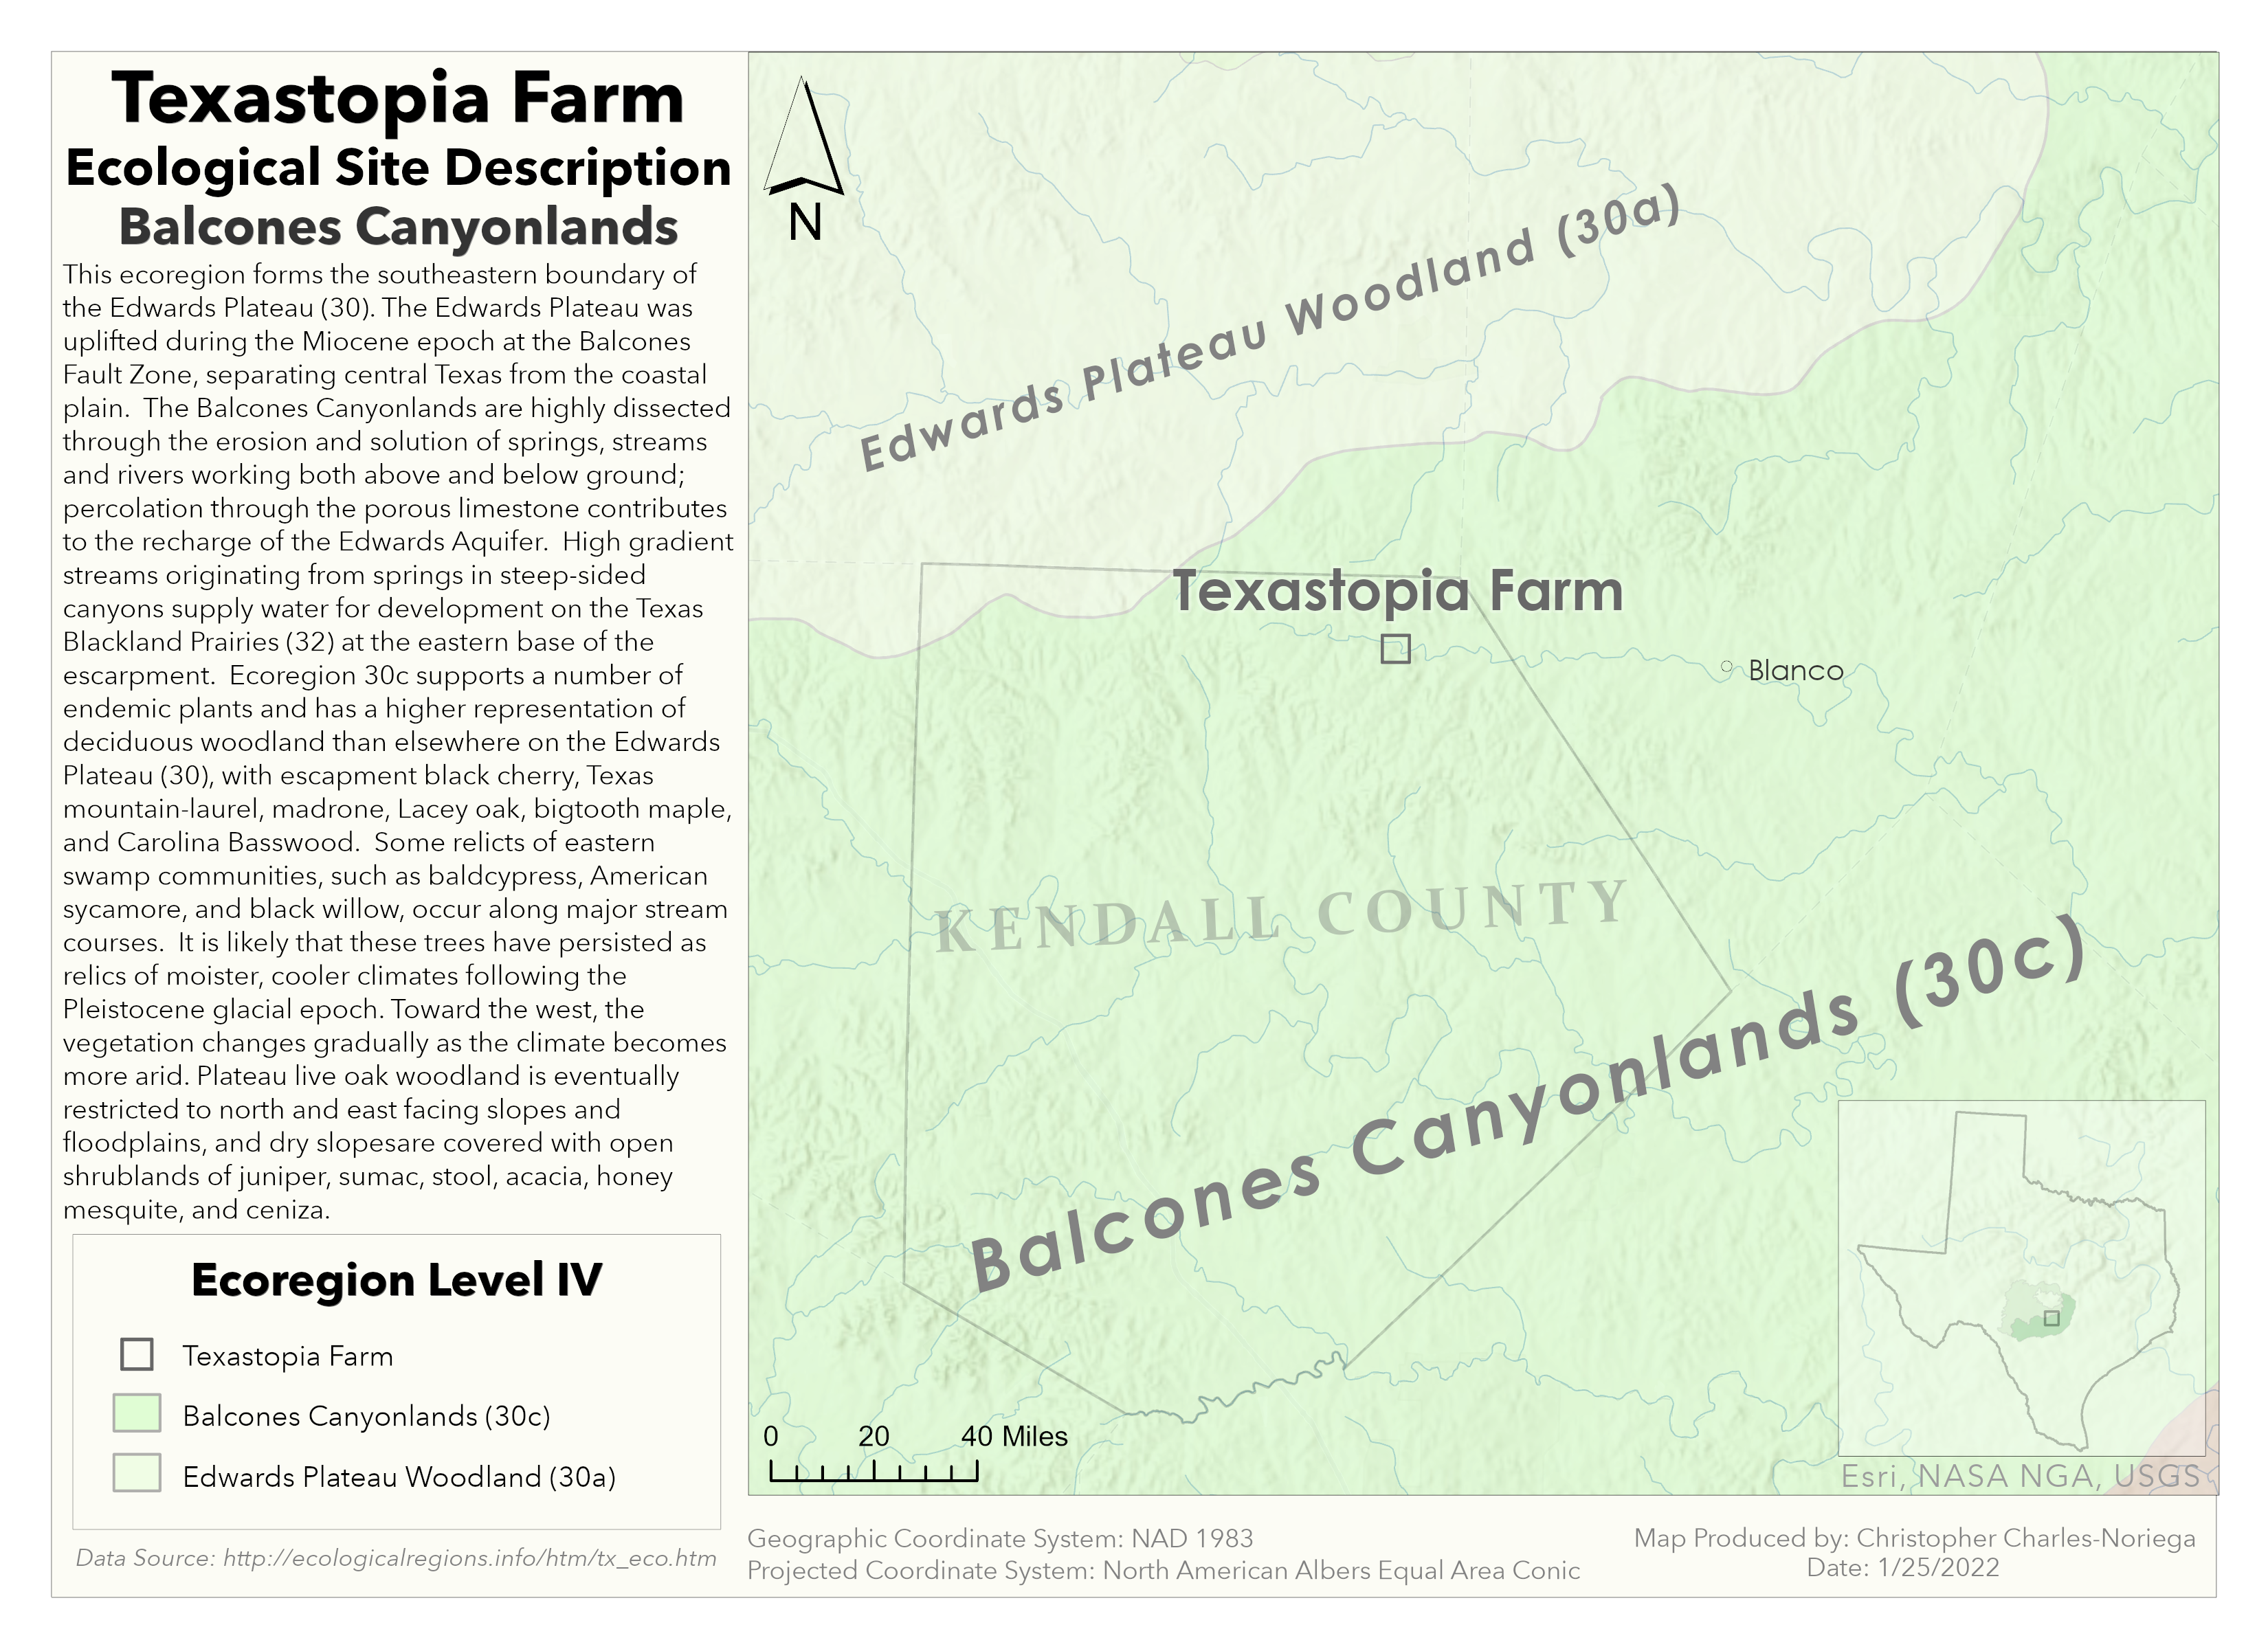 Texastopia Farm
Ecological Site Description
Balcones Canyonlands
This ecoregion forms the southeastern boundary of
the Edwards Plateau (30). The Edwards Plateau was
uplifted during the Miocene epoch at the Balcones
Fault Zone, separating central Texas from the coastal
plain.  The Balcones Canyonlands are highly dissected
through the erosion and solution of springs, streams
and rivers working both above and below ground;
percolation through the porous limestone contributes
to the recharge of the Edwards Aquifer.  High gradient
streams originating from springs in steep-sided
canyons supply water for development on the Texas
Blackland Prairies (32) at the eastern base of the
escarpment.  Ecoregion 30c supports a number of
endemic plants and has a higher representation of
deciduous woodland than elsewhere on the Edwards
Plateau (30), with escapment black cherry, Texas
mountain-laurel, madrone, Lacey oak, bigtooth maple,
and Carolina Basswood.  Some relicts of eastern
swamp communities, such as baldcypress, American
sycamore, and black willow, occur along major stream
courses.  It is likely that these trees have persisted as
relics of moister, cooler climates following the
Pleistocene glacial epoch. Toward the west, the
vegetation changes gradually as the climate becomes
more arid. Plateau live oak woodland is eventually
restricted to north and east facing slopes and
floodplains, and dry slopesare covered with open
shrublands of juniper, sumac, stool, acacia, honey
mesquite, and ceniza.
Ecoregion Level IV
Texastopia Farm
Balcones Canyonlands (30c)
Edwards Plateau Woodland (30a)
Data Source: http://ecologicalregions.info/htm/tx_eco.htm
N
Edwards Plateau Woodland (30a)
Texastopia Farm
Blanco
KENDALL COUNTY
Balcones Canyonlands (30c)
0 20 40 Miles
Esri, NASA NGA, USGS
Geographic Coordinate System: NAD 1983
Projected Coordinate System: North American Albers Equal Area Conic
Map Produced by: Christopher Charles-Noriega
Date: 1/25/2022